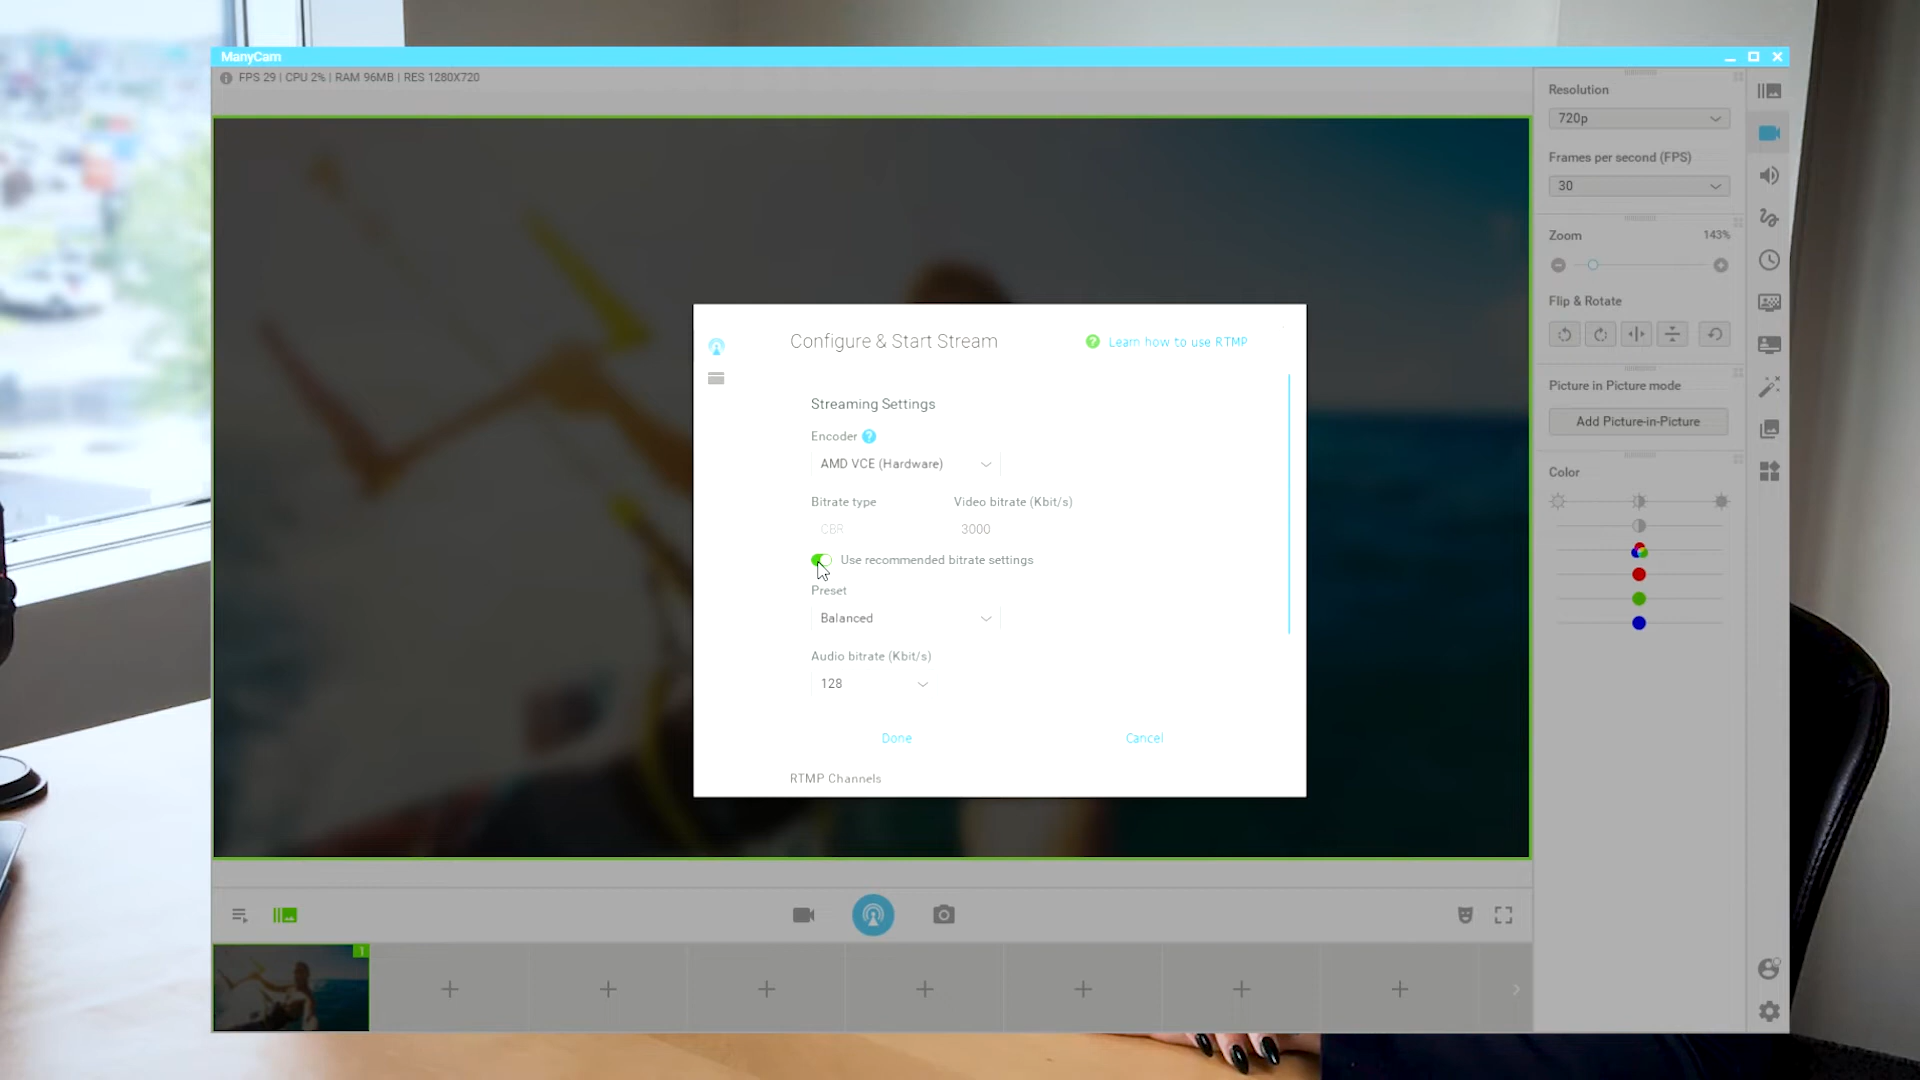 ManyCam
FPS 29 | CPU 2% | RAM 96MB | RES 1280X720
Resolution
720p
Frames per second (FPS)
30
Zoom 143%
Flip & Rotate
Picture in Picture mode
Add Picture-in-Picture
Color
Configure & Start Stream
? Learn how to use RTMP
Streaming Settings
Encoder ?
AMD VCE (Hardware)
Bitrate type Video bitrate (Kbit/s)
CBR 3000
Use recommended bitrate settings
Preset
Balanced
Audio bitrate (Kbit/s)
128
Done Cancel
RTMP Channels
1